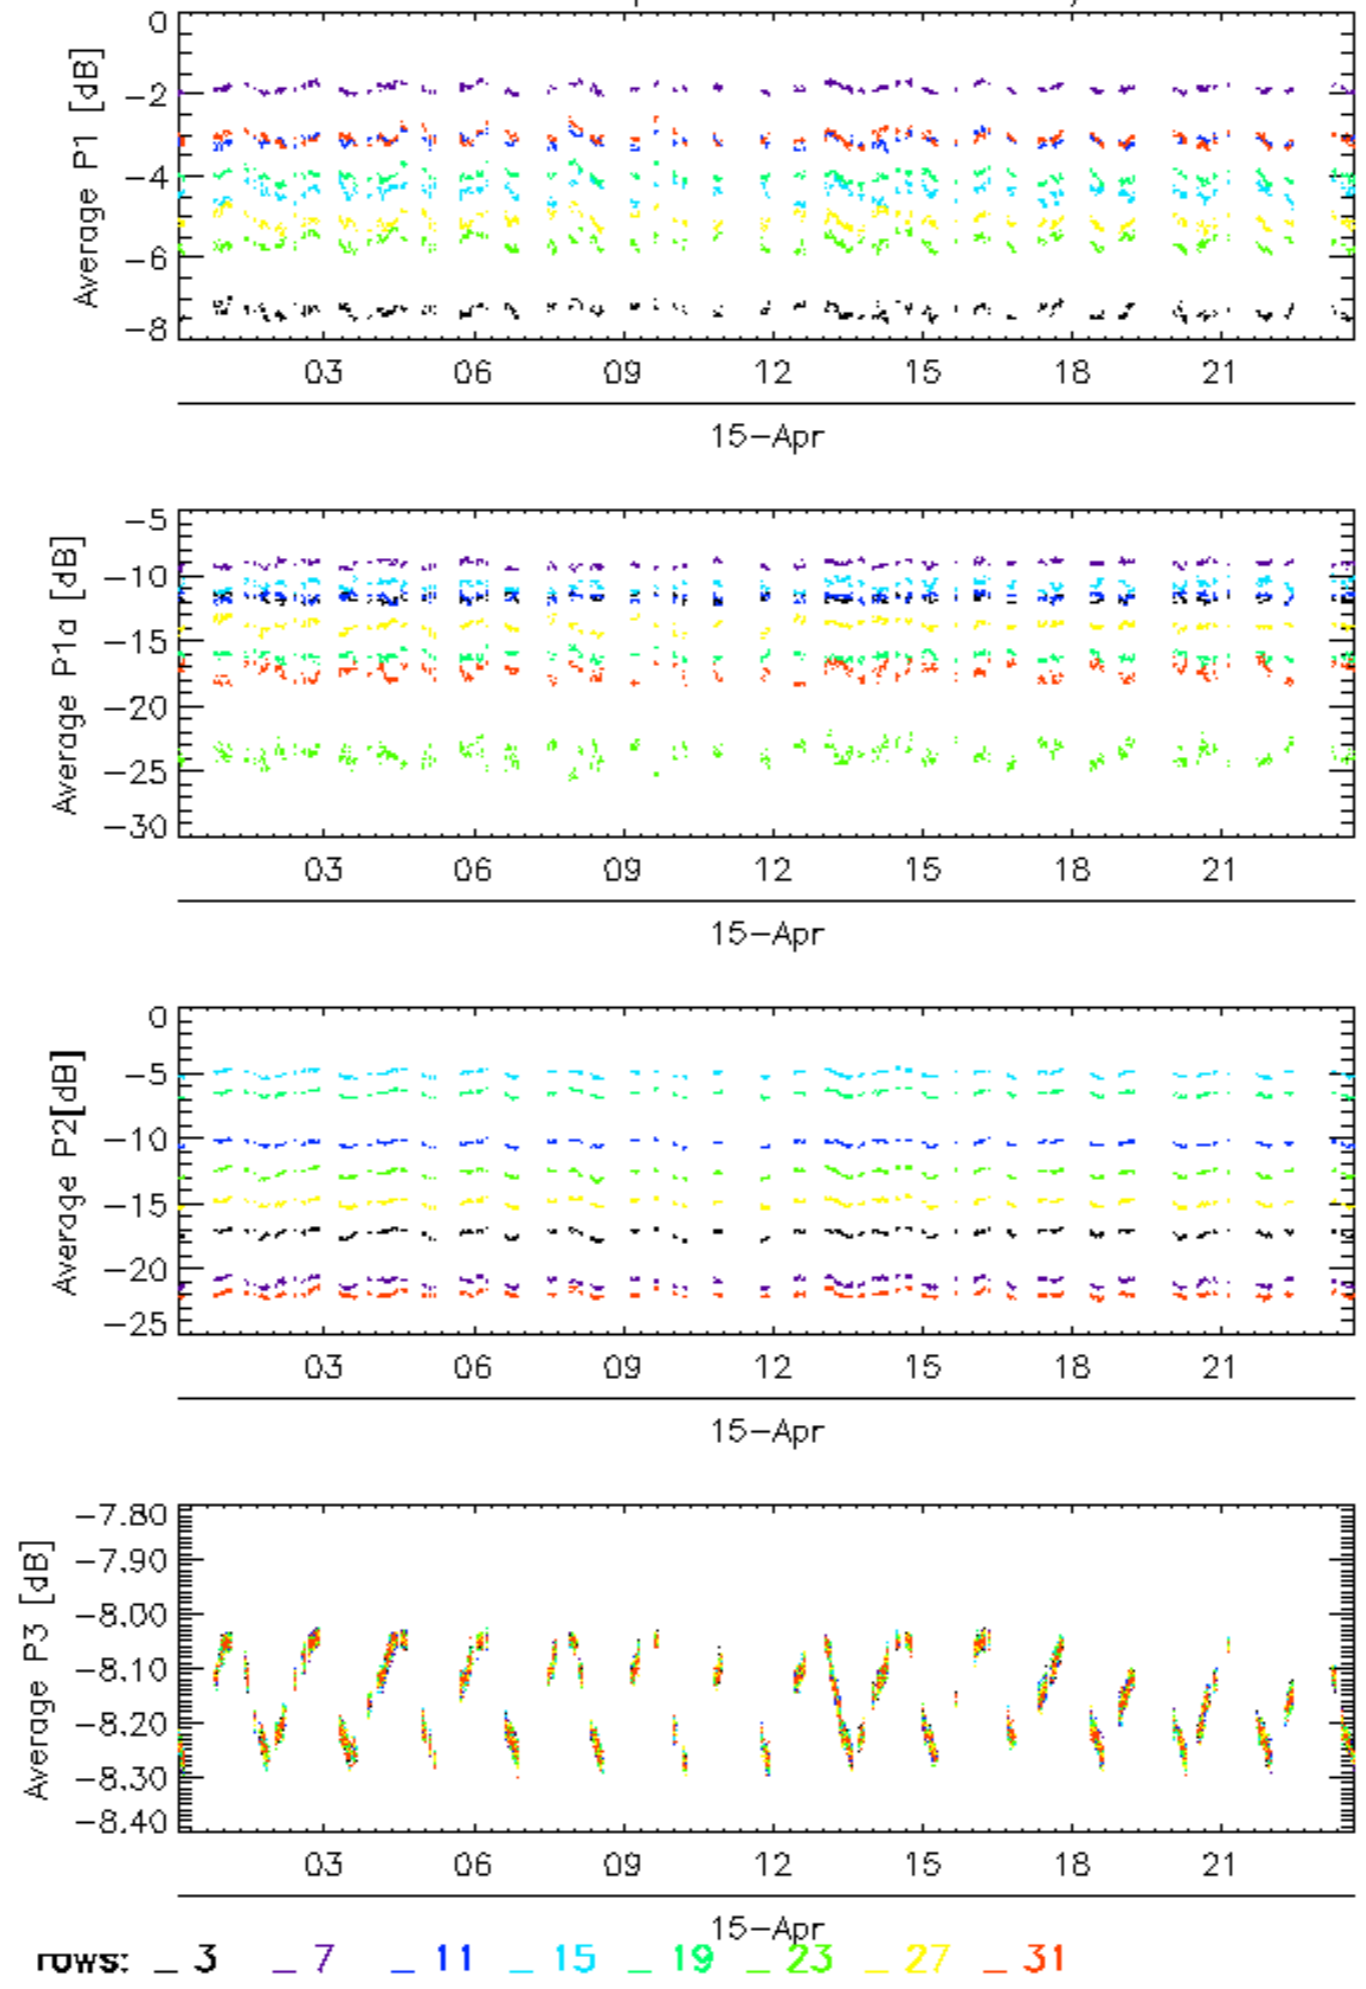 0
−2
−4
−6
−8
Average P1 [dB]
03 06 09 12 15 18 21
15−Apr
−5
−10
−15
−20
−25
−30
Average P1a [dB]
03 06 09 12 15 18 21
15−Apr
0
−5
−10
−15
−20
−25
Average P2[dB]
03 06 09 12 15 18 21
15−Apr
−7.80
−7.90
−8.00
−8.10
−8.20
−8.30
−8.40
Average P3 [dB]
03 06 09 12 15 18 21
15−Apr
rows: _ 3 _ 7 _ 11 _ 15 _ 19 _ 23 _ 27 _ 31